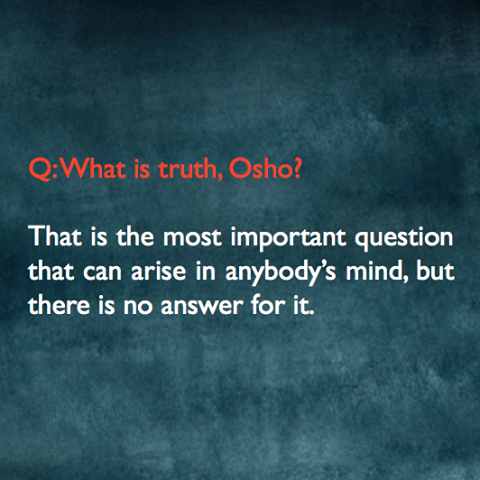 Q:What is truth, Osho?
That is the most important question
that can arise in anybody’s mind, but
there is no answer for it.